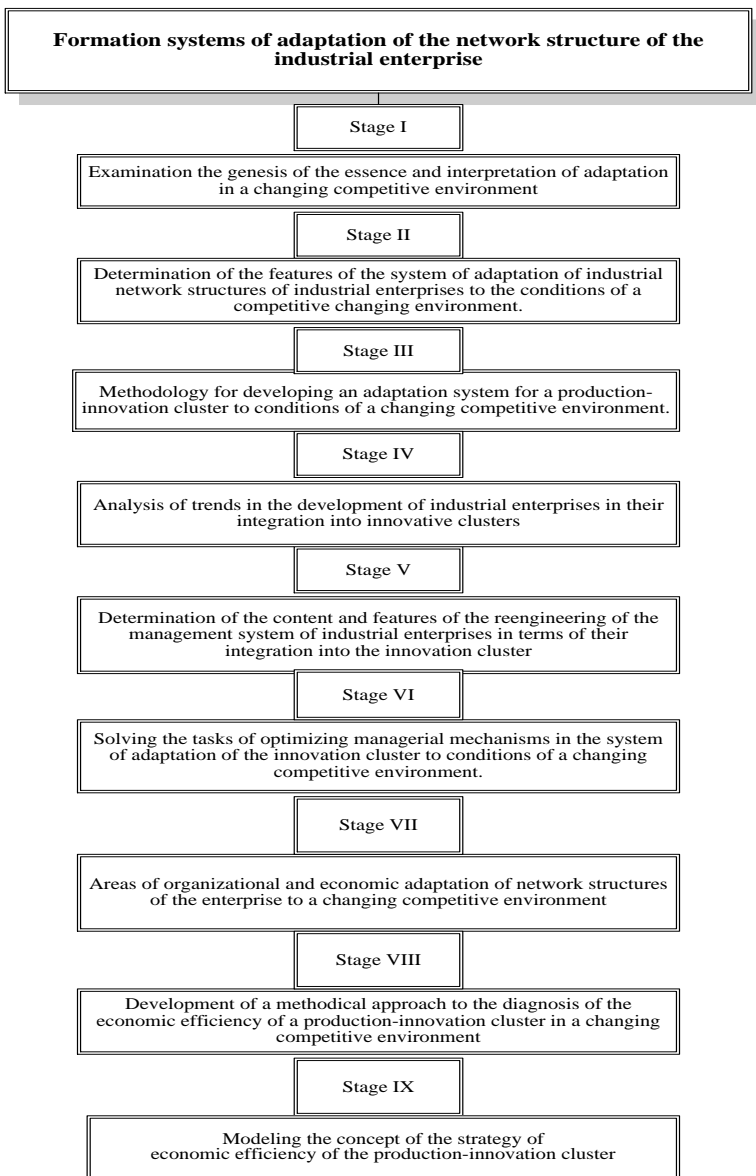 Formation systems of adaptation of the network structure of the
industrial enterprise
Stage I
Examination the genesis of the essence and interpretation of adaptation
in a changing competitive environment
Stage II
Determination of the features of the system of adaptation of industrial
network structures of industrial enterprises to the conditions of a
competitive changing environment.
Stage III
Methodology for developing an adaptation system for a production-
innovation cluster to conditions of a changing competitive environment.
Stage IV
Analysis of trends in the development of industrial enterprises in their
integration into innovative clusters
Stage V
Determination of the content and features of the reengineering of the
management system of industrial enterprises in terms of their
integration into the innovation cluster
Stage VI
Solving the tasks of optimizing managerial mechanisms in the system
of adaptation of the innovation cluster to conditions of a changing
competitive environment.
Stage VII
Areas of organizational and economic adaptation of network structures
of the enterprise to a changing competitive environment
Stage VIII
Development of a methodical approach to the diagnosis of the
economic efficiency of a production-innovation cluster in a changing
competitive environment
Stage IX
Modeling the concept of the strategy of
economic efficiency of the production-innovation cluster